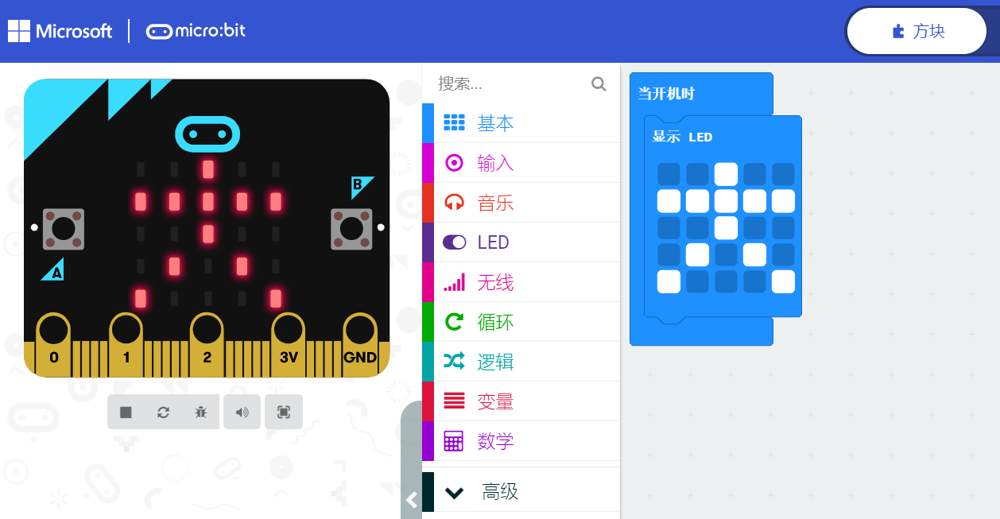 Microsoft micro:bit
方块
B
A
0 1 2 3V GND
搜索...
基本
输入
音乐
LED
无线
循环
逻辑
变量
数学
高级
当开机时
显示 LED